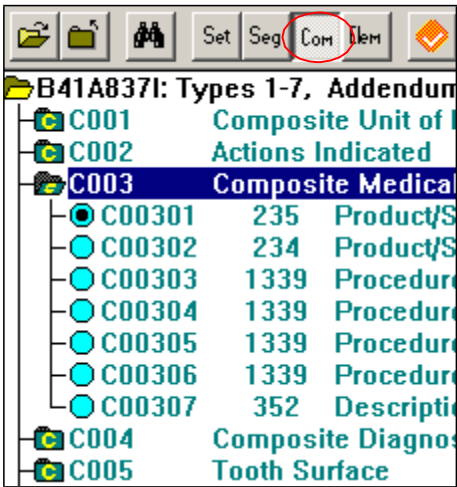 Set Seg Com Elem
B41A837I: Types 1-7, Addendum
C001 Composite Unit of
C002 Actions Indicated
C003 Composite Medical
C00301 235 Product/S
C00302 234 Product/S
C00303 1339 Procedure
C00304 1339 Procedure
C00305 1339 Procedure
C00306 1339 Procedure
C00307 352 Descriptio
C004 Composite Diagnos
C005 Tooth Surface